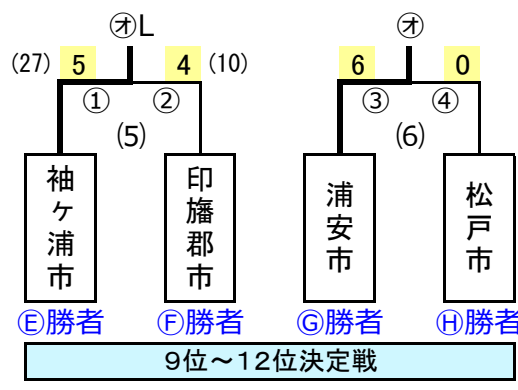 ㋔L ㋔
(27) 5 4 (10) 6 0
① ② ③ ④
(5) (6)
袖ヶ浦市
印旛郡市
浦安市
松戸市
Ⓔ勝者 Ⓕ勝者 Ⓖ勝者 Ⓗ勝者
9位～12位決定戦